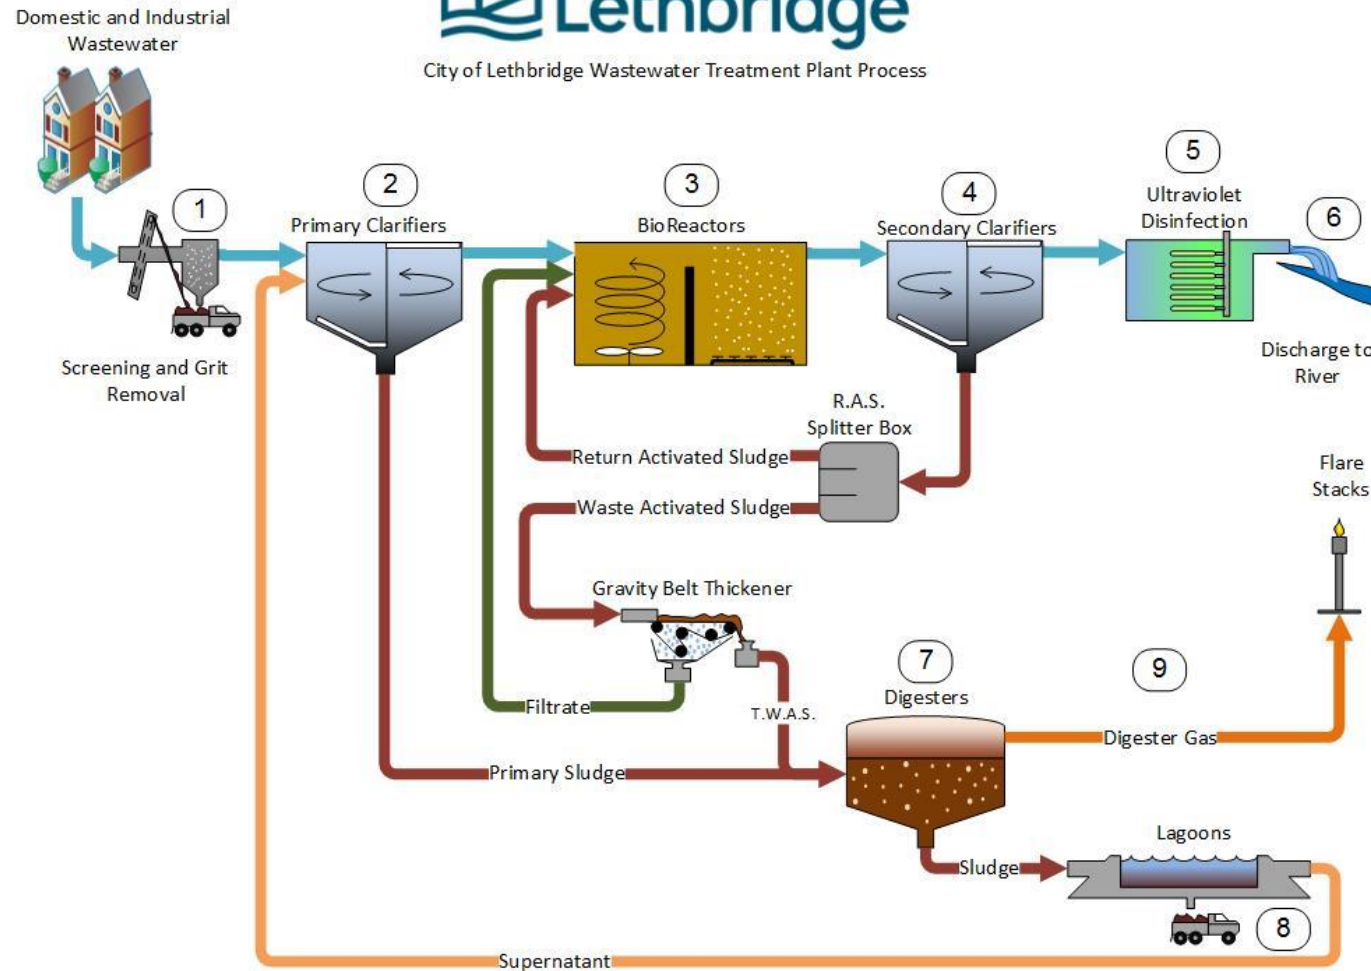 Domestic and Industrial
Wastewater
Lethbridge
City of Lethbridge Wastewater Treatment Plant Process
1
2
3
4
5
6
Primary Clarifiers
BioReactors
Secondary Clarifiers
Ultraviolet
Disinfection
Screening and Grit
Removal
Discharge to
River
R.A.S.
Splitter Box
Return Activated Sludge
Waste Activated Sludge
Flare
Stacks
Gravity Belt Thickener
Filtrate
T.W.A.S.
7
Digesters
9
Digester Gas
Primary Sludge
Lagoons
Sludge
8
Supernatant